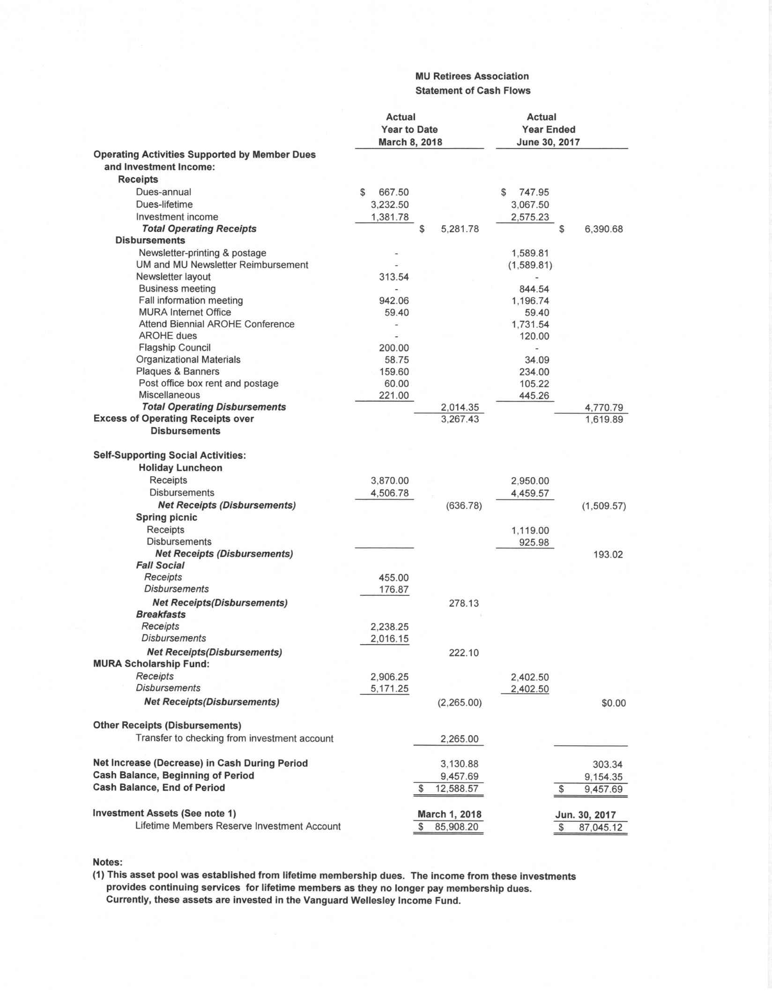 MU Retirees Association
Statement of Cash Flows
Actual Actual
Year to Date Year Ended
March 8, 2018 June 30, 2017
Operating Activities Supported by Member Dues
and Investment Income:
Receipts
Dues-annual $ 667.50 $ 747.95
Dues-lifetime 3,232.50 3,067.50
Investment income 1,381.78 2,575.23
Total Operating Receipts $ 5,281.78 $ 6,390.68
Disbursements
Newsletter-printing & postage - 1,589.81
UM and MU Newsletter Reimbursement - (1,589.81)
Newsletter layout 313.54 -
Business meeting - 844.54
Fall information meeting 942.06 1,196.74
MURA Internet Office 59.40 59.40
Attend Biennial AROHE Conference - 1,731.54
AROHE dues - 120.00
Flagship Council 200.00 -
Organizational Materials 58.75 34.09
Plaques & Banners 159.60 234.00
Post office box rent and postage 60.00 105.22
Miscellaneous 221.00 445.26
Total Operating Disbursements 2,014.35 4,770.79
Excess of Operating Receipts over 3,267.43 1,619.89
Disbursements
Self-Supporting Social Activities:
Holiday Luncheon
Receipts 3,870.00 2,950.00
Disbursements 4,506.78 4,459.57
Net Receipts (Disbursements) (636.78) (1,509.57)
Spring picnic
Receipts 1,119.00
Disbursements 925.98
Net Receipts (Disbursements) 193.02
Fall Social
Receipts 455.00
Disbursements 176.87
Net Receipts(Disbursements) 278.13
Breakfasts
Receipts 2,238.25
Disbursements 2,016.15
Net Receipts(Disbursements) 222.10
MURA Scholarship Fund:
Receipts 2,906.25 2,402.50
Disbursements 5,171.25 2,402.50
Net Receipts(Disbursements) (2,265.00) $0.00
Other Receipts (Disbursements)
Transfer to checking from investment account 2,265.00
Net Increase (Decrease) in Cash During Period 3,130.88 303.34
Cash Balance, Beginning of Period 9,457.69 9,154.35
Cash Balance, End of Period $ 12,588.57 $ 9,457.69
Investment Assets (See note 1) March 1, 2018 Jun. 30, 2017
Lifetime Members Reserve Investment Account $ 85,908.20 $ 87,045.12
Notes:
(1) This asset pool was established from lifetime membership dues. The income from these investments
provides continuing services for lifetime members as they no longer pay membership dues.
Currently, these assets are invested in the Vanguard Wellesley Income Fund.